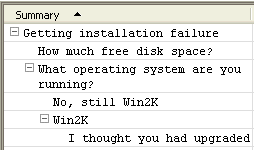 Summary
Getting installation failure
How much free disk space?
What operating system are you
running?
No, still Win2K
Win2K
I thought you had upgraded